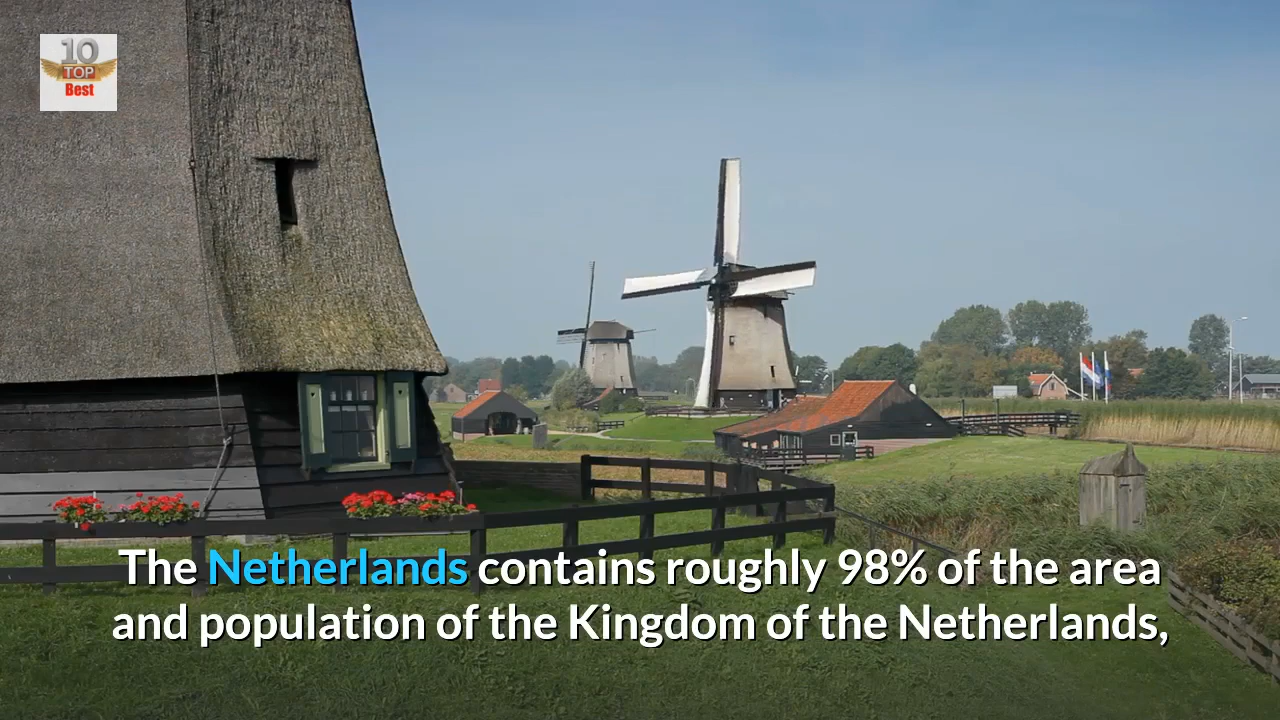 10
TOP
Best
The Netherlands contains roughly 98% of the area
and population of the Kingdom of the Netherlands,